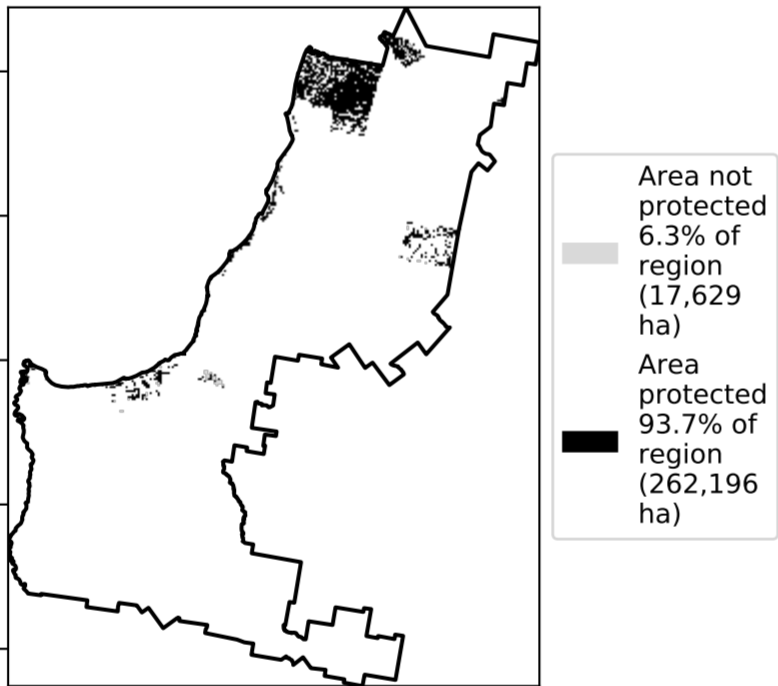 Area not
protected
6.3% of
region
(17,629
ha)
Area
protected
93.7% of
region
(262,196
ha)